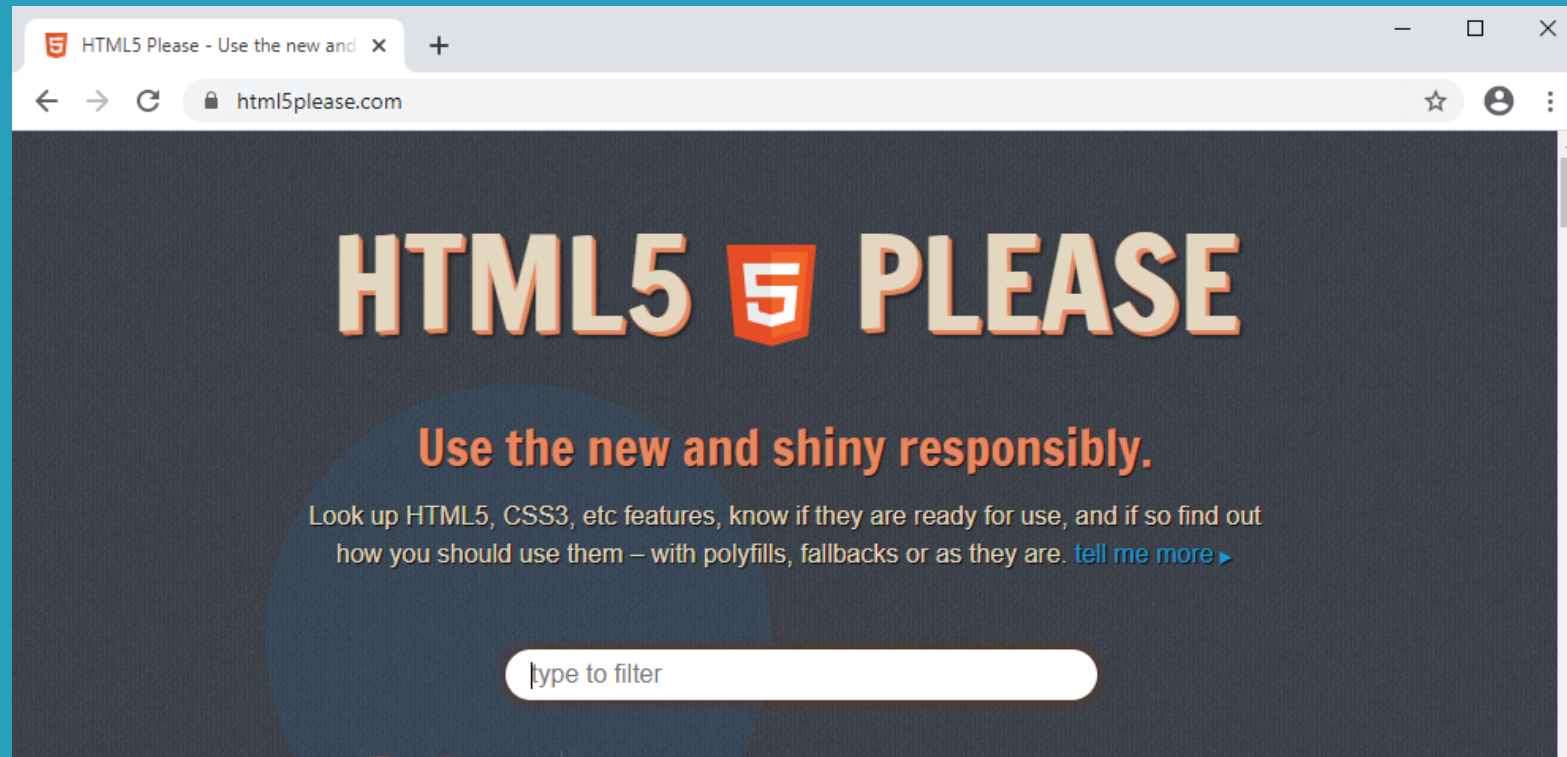 HTML5 Please - Use the new and
html5please.com
HTML5 5 PLEASE
Use the new and shiny responsibly.
Look up HTML5, CSS3, etc features, know if they are ready for use, and if so find out
how you should use them – with polyfills, fallbacks or as they are. tell me more ▸
type to filter